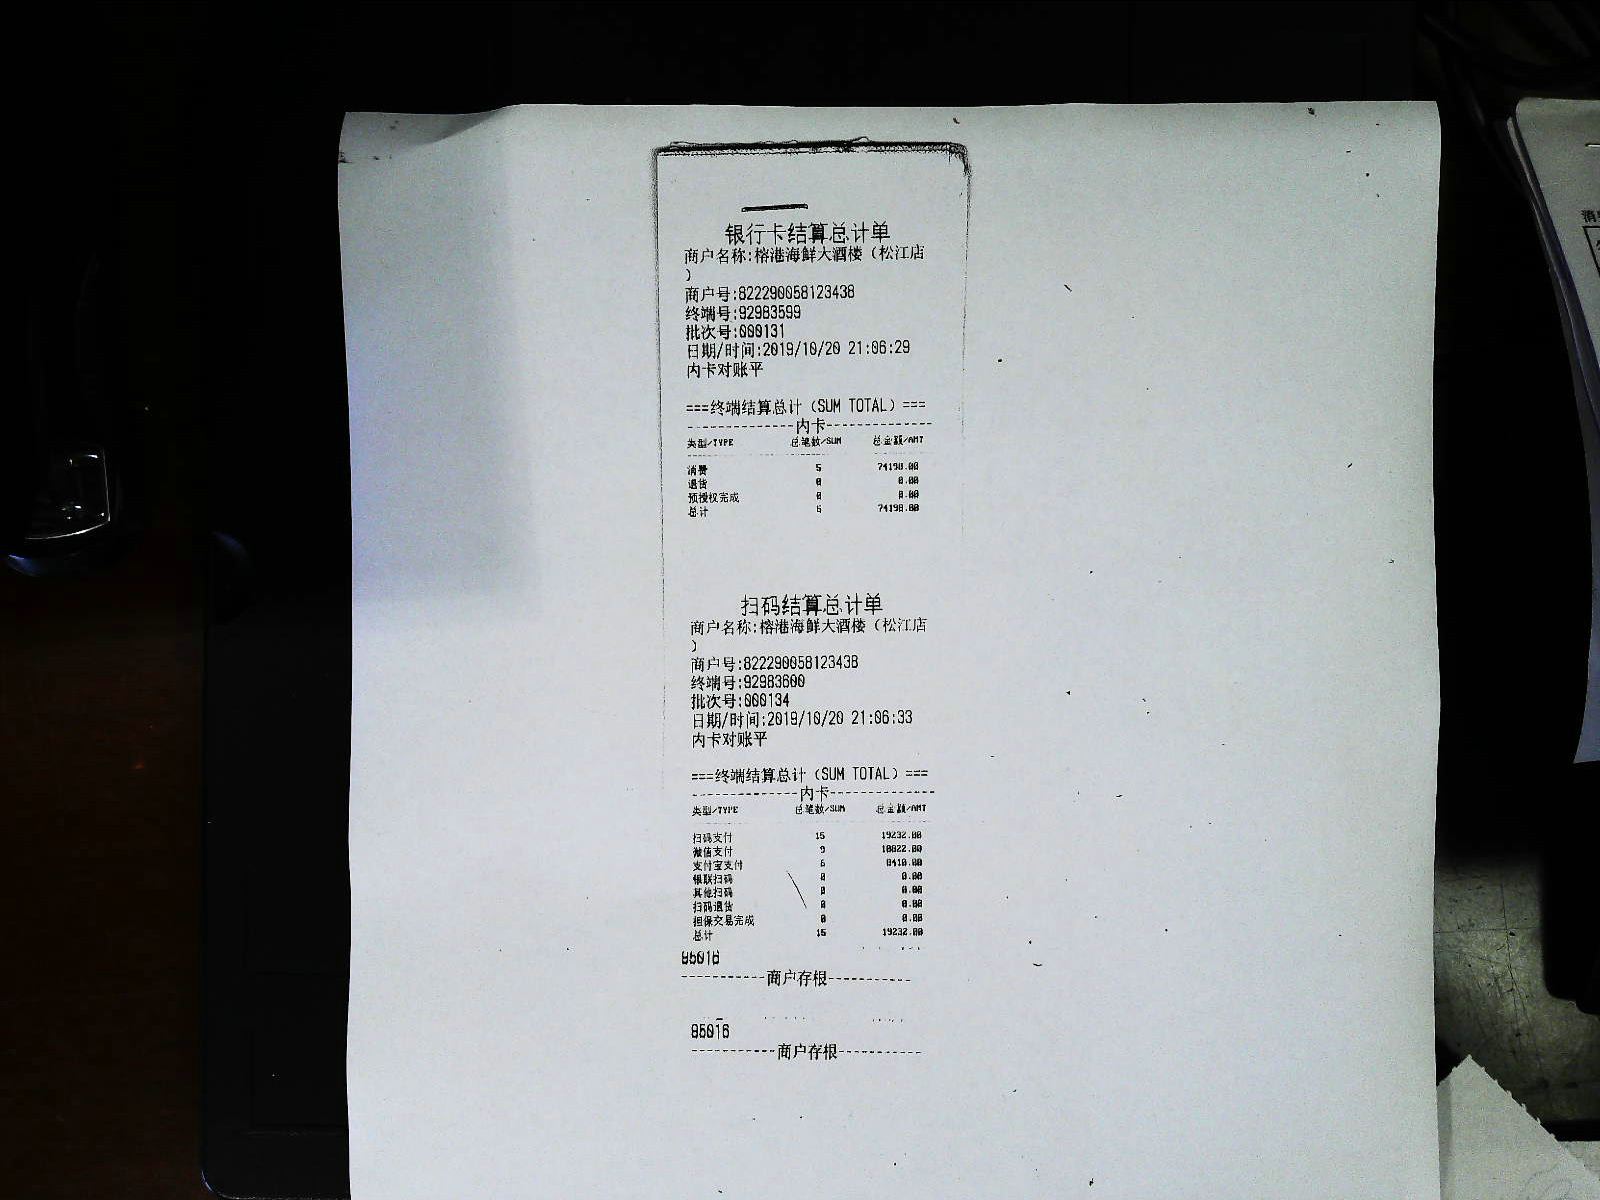 银行卡结算总计单
商户名称:榕港海鲜大酒楼（松江店
）
商户号:822290058123438
终端号:92983599
批次号:000131
日期/时间:2019/10/20 21:06:29
内卡对账平
===终端结算总计（SUM TOTAL）===
--------------内卡--------------
类型/TYPE 总笔数/SUM 总金额/AMT
消费 5 74198.00
退货 0 0.00
预授权完成 0 0.00
总计 5 74198.00
扫码结算总计单
商户名称:榕港海鲜大酒楼（松江店
）
商户号:822290058123438
终端号:92983600
批次号:000134
日期/时间:2019/10/20 21:06:33
内卡对账平
===终端结算总计（SUM TOTAL）===
--------------内卡--------------
类型/TYPE 总笔数/SUM 总金额/AMT
扫码支付 15 19232.00
微信支付 9 10822.00
支付宝支付 6 8410.00
银联扫码 0 0.00
其他扫码 0 0.00
扫码退货 0 0.00
担保交易完成 0 0.00
总计 15 19232.00
95016
-----------商户存根-----------
95016
-----------商户存根-----------